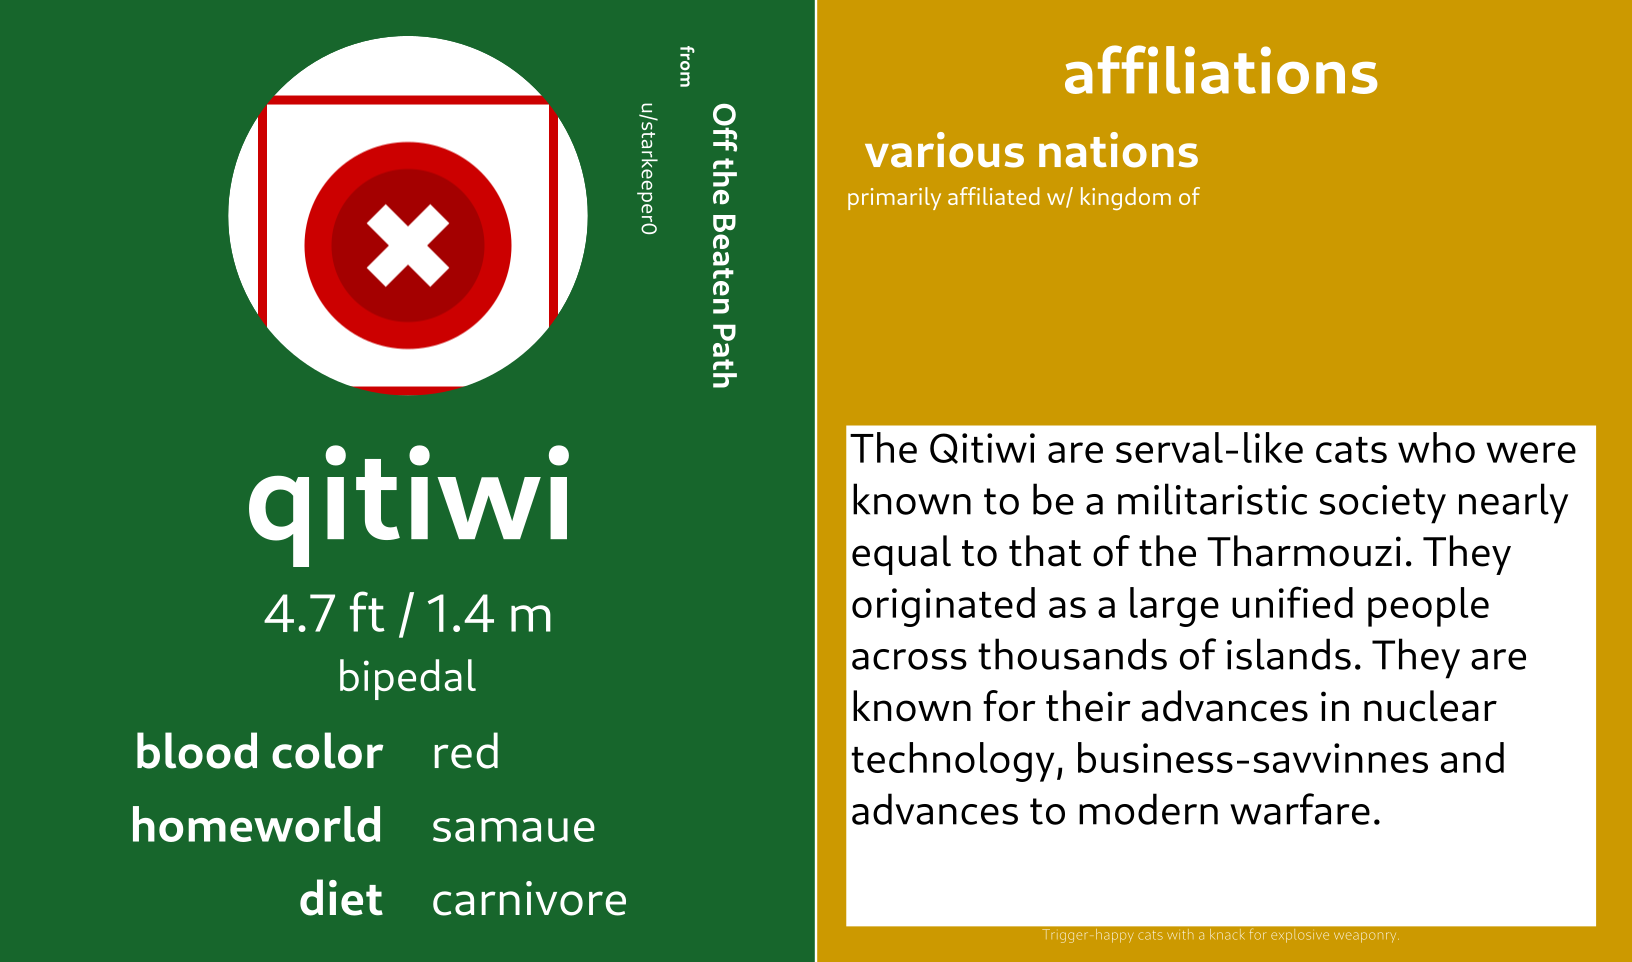 from
Off the Beaten Path
u/starkeeper0
qitiwi
4.7 ft / 1.4 m
bipedal
blood color red
homeworld samaue
diet carnivore
affiliations
various nations
primarily affiliated w/ kingdom of
The Qitiwi are serval-like cats who were
known to be a militaristic society nearly
equal to that of the Tharmouzi. They
originated as a large unified people
across thousands of islands. They are
known for their advances in nuclear
technology, business-savvinnes and
advances to modern warfare.
Trigger-happy cats with a knack for explosive weaponry.